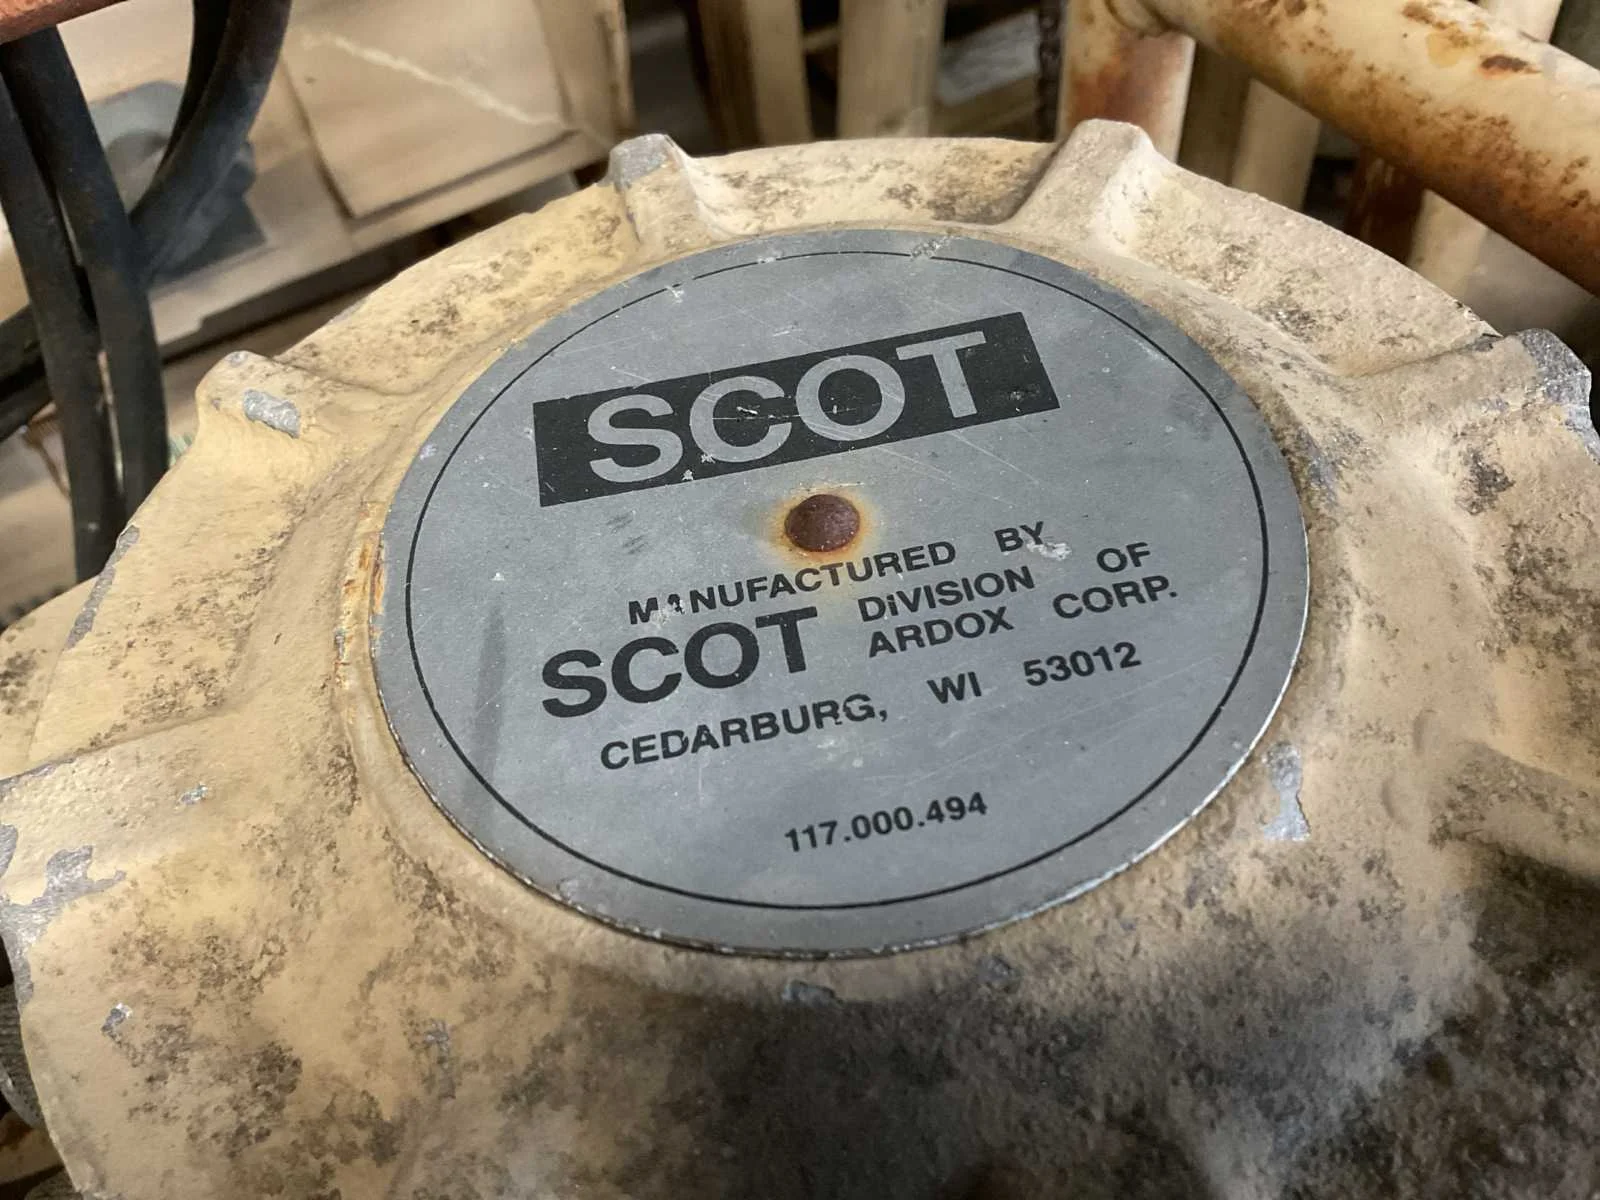 SCOT
MANUFACTURED BY
SCOT DiVISION OF
ARDOX CORP.
CEDARBURG, WI 53012
117.000.494